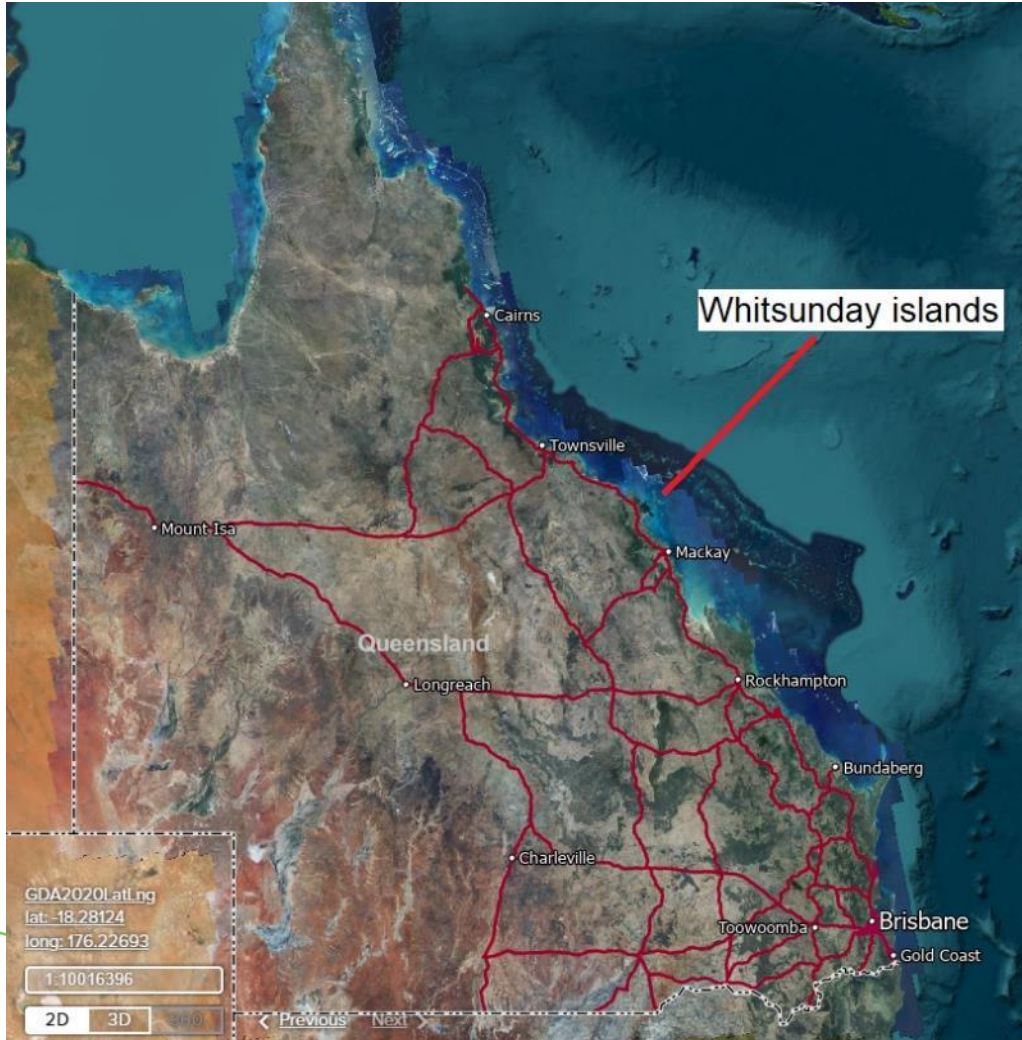 Cairns
Whitsunday islands
Townsville
Mount Isa
Mackay
Queensland
Longreach
Rockhampton
Bundaberg
Charleville
GDA2020LatLng
lat: -18.28124
long: 176.22693
Toowoomba
Brisbane
Gold Coast
1:10016396
2D 3D 360
< Previous Next >